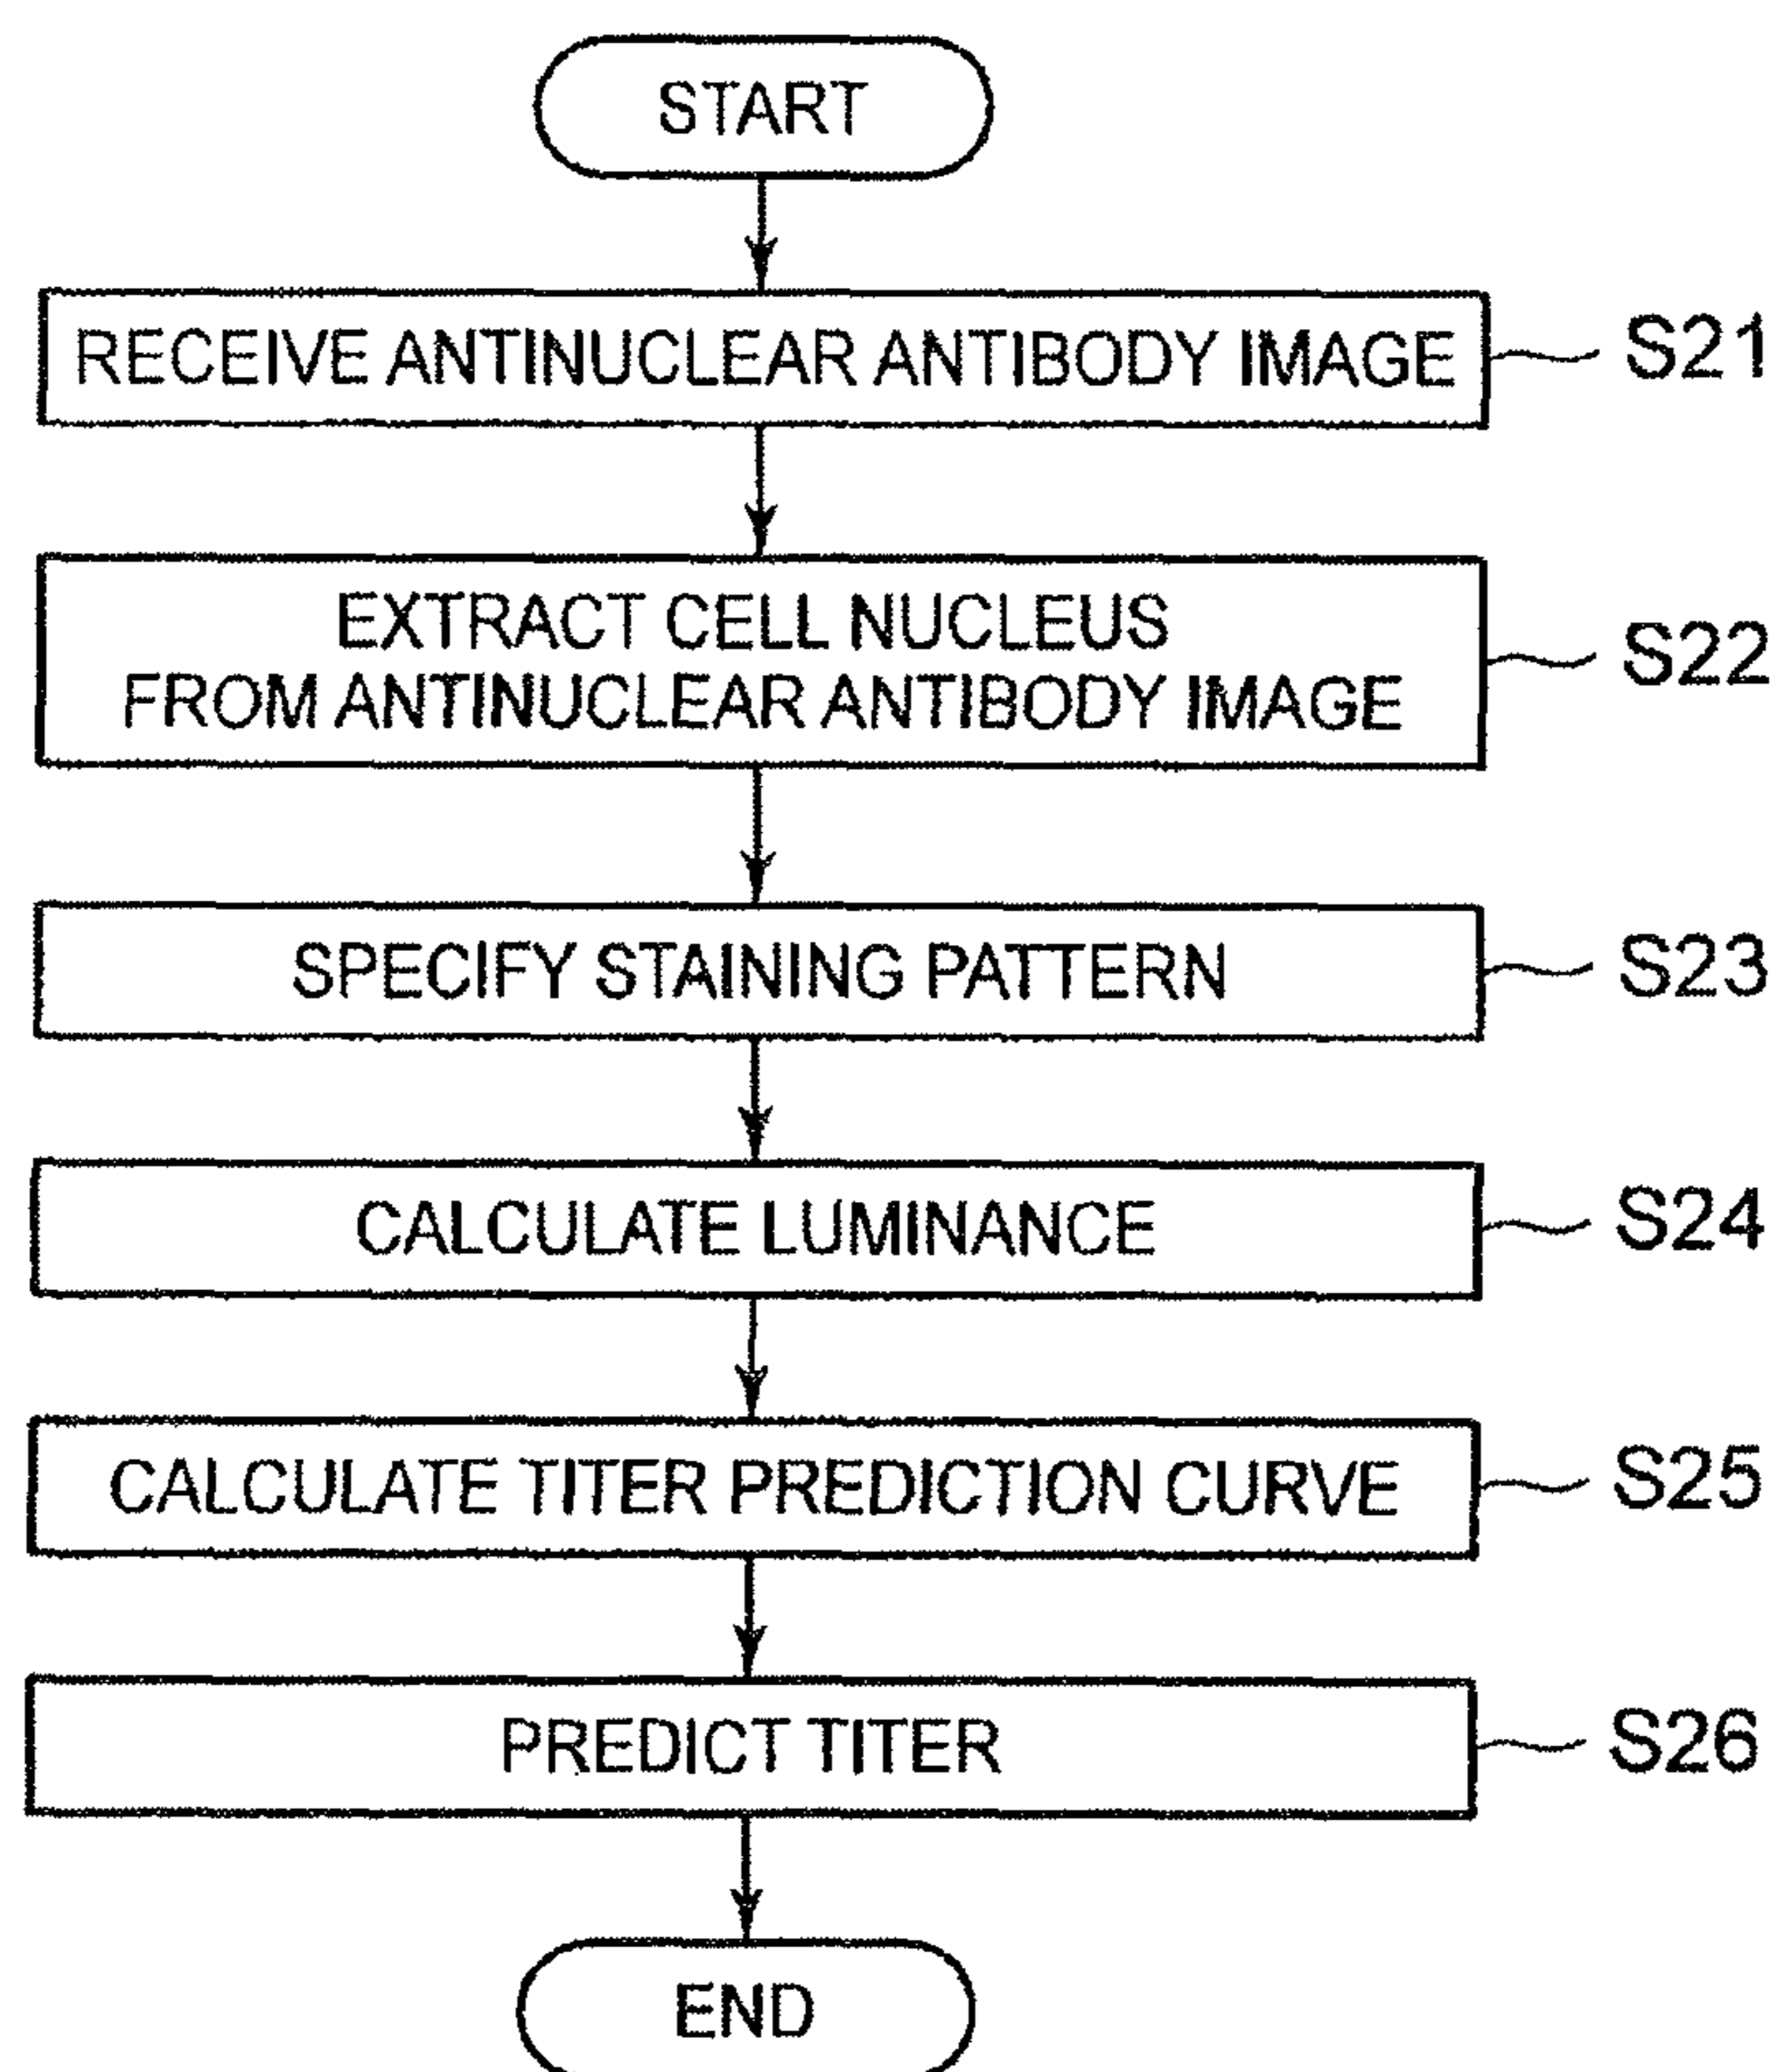 START
RECEIVE ANTINUCLEAR ANTIBODY IMAGE
S21
EXTRACT CELL NUCLEUS
FROM ANTINUCLEAR ANTIBODY IMAGE
S22
SPECIFY STAINING PATTERN
S23
CALCULATE LUMINANCE
S24
CALCULATE TITER PREDICTION CURVE
S25
PREDICT TITER
S26
END